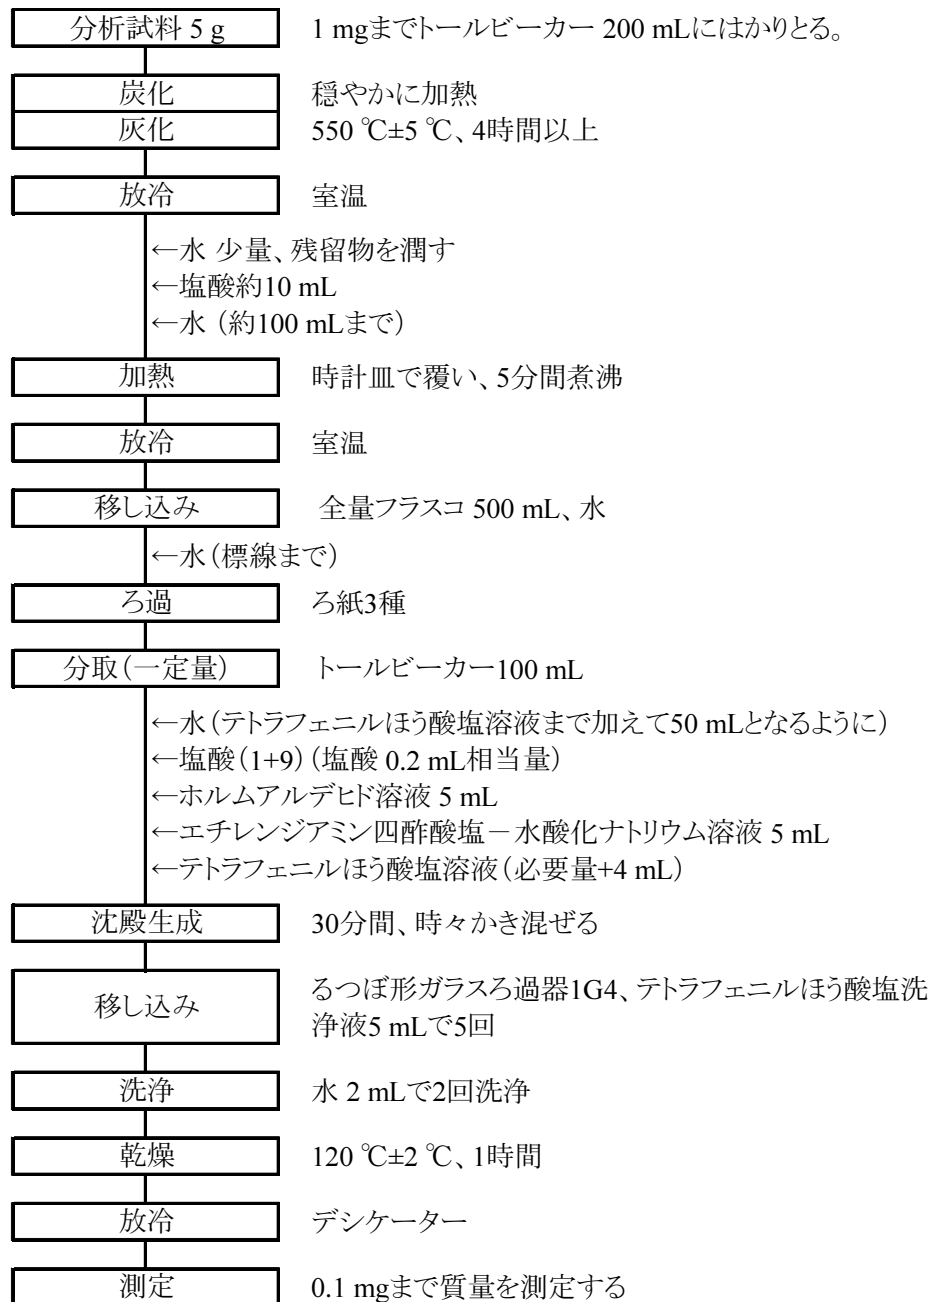 分析試料 5 g 1 mgまでトールビーカー 200 mLにはかりとる。
炭化 穏やかに加熱
灰化 550 ℃±5 ℃、4時間以上
放冷 室温
←水 少量、残留物を潤す
←塩酸約10 mL
←水（約100 mLまで）
加熱 時計皿で覆い、5分間煮沸
放冷 室温
移し込み 全量フラスコ 500 mL、水
←水（標線まで）
ろ過 ろ紙3種
分取（一定量） トールビーカー100 mL
←水（テトラフェニルほう酸塩溶液まで加えて50 mLとなるように）
←塩酸（1+9）（塩酸 0.2 mL相当量）
←ホルムアルデヒド溶液 5 mL
←エチレンジアミン四酢酸塩－水酸化ナトリウム溶液 5 mL
←テトラフェニルほう酸塩溶液（必要量+4 mL）
沈殿生成 30分間、時々かき混ぜる
移し込み るつぼ形ガラスろ過器1G4、テトラフェニルほう酸塩洗
浄液5 mLで5回
洗浄 水 2 mLで2回洗浄
乾燥 120 ℃±2 ℃、1時間
放冷 デシケーター
測定 0.1 mgまで質量を測定する